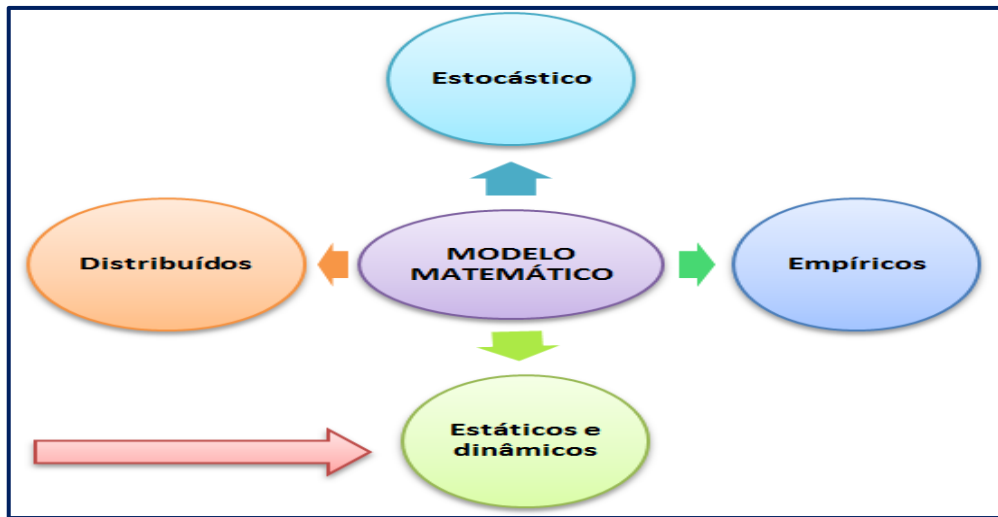 Estocástico
Distribuídos
MODELO
MATEMÁTICO
Empíricos
Estáticos e
dinâmicos